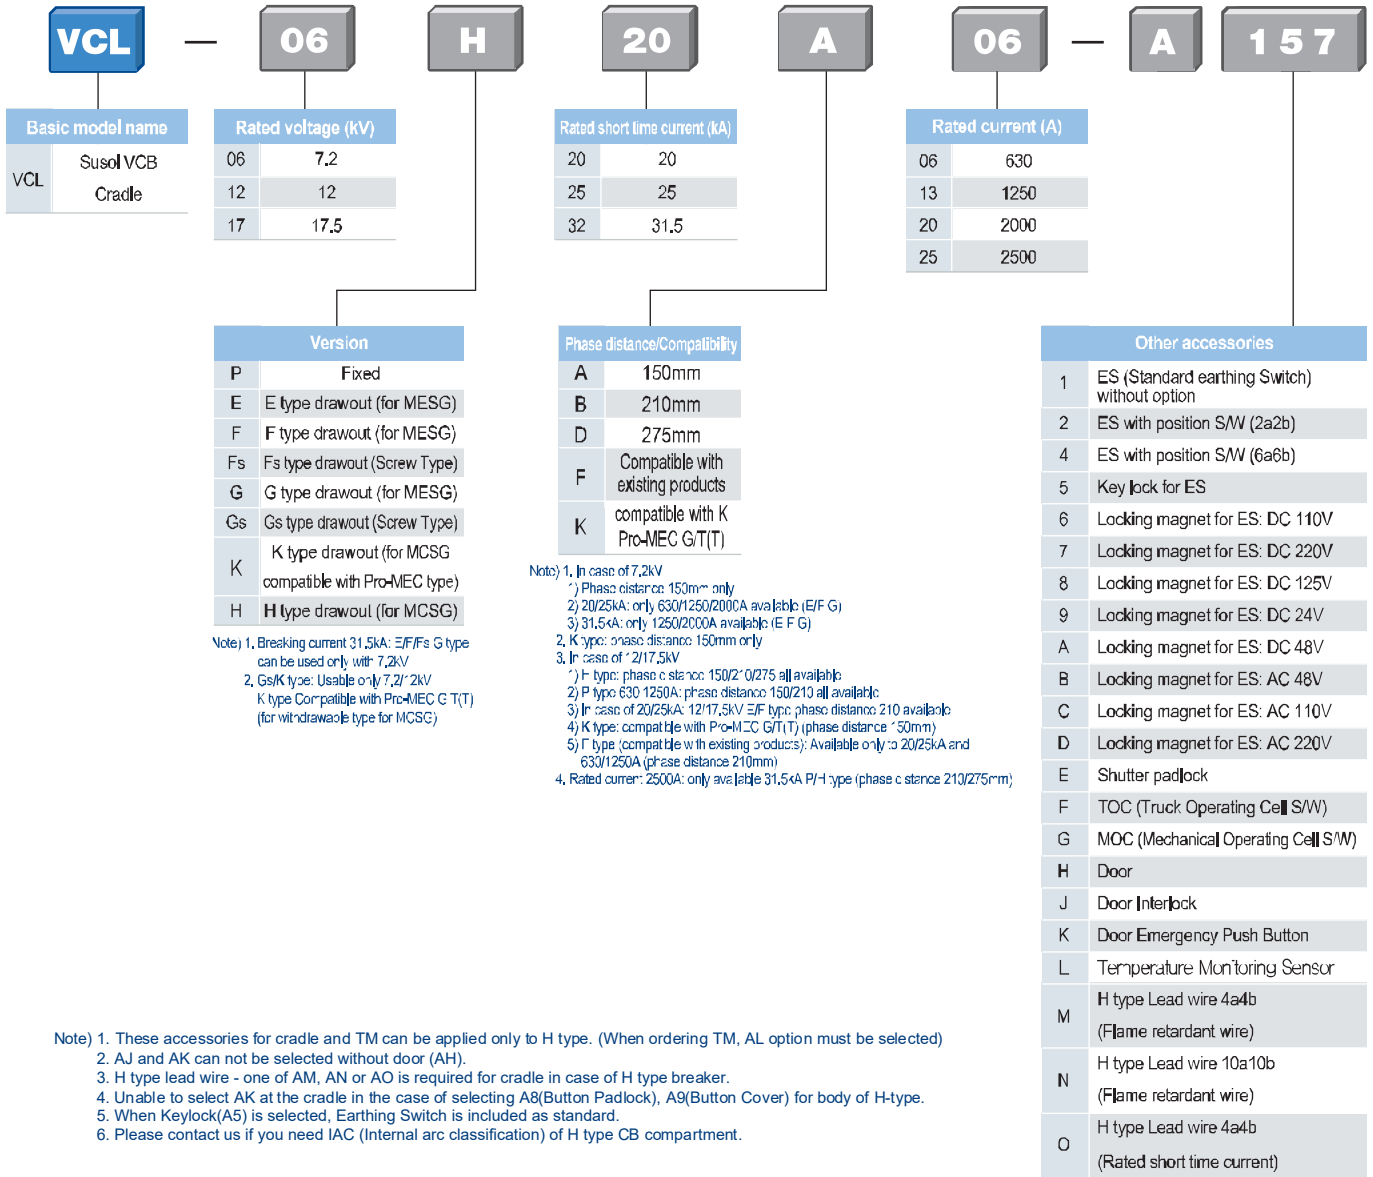 VCL — 06 H 20 A 06 — A 1 5 7
Basic model name
VCL
Susol VCB
Cradle
Rated voltage (kV)
06 7.2
12 12
17 17.5
Rated short time current (kA)
20 20
25 25
32 31.5
Rated current (A)
06 630
13 1250
20 2000
25 2500
Version
P Fixed
E E type drawout (for MESG)
F F type drawout (for MESG)
Fs Fs type drawout (Screw Type)
G G type drawout (for MESG)
Gs Gs type drawout (Screw Type)
K K type drawout (for MCSG
compatible with Pro-MEC type)
H H type drawout (for MCSG)
Note) 1. Breaking current 31.5kA: E/F/Fs G type
can be used only with 7.2kV
2. Gs/K type: Usable only 7.2/12kV
K type Compatible with Pro-MEC G T(T)
(for withdrawable type for MCSG)
Phase distance/Compatibility
A 150mm
B 210mm
D 275mm
F Compatible with
existing products
K compatible with K
Pro-MEC G/T(T)
Note) 1. In case of 7.2kV
1) Phase distance 150mm only
2) 20/25kA: only 630/1250/2000A available (E/F G)
3) 31.5kA: only 1250/2000A available (E F G)
2. K type: phase distance 150mm only
3. In case of 12/17.5kV
1) H type: phase distance 150/210/275 all available
2) P type 630 1250A: phase distance 150/210 all available
3) In case of 20/25kA: 12/17.5kV E/F type phase distance 210 available
4) K type: compatible with Pro-MEC G/T(T) (phase distance 150mm)
5) F type (compatible with existing products): Available only to 20/25kA and
630/1250A (phase distance 210mm)
4. Rated current 2500A: only available 31.5kA P/H type (phase distance 210/275mm)
Other accessories
1 ES (Standard earthing Switch)
without option
2 ES with position S/W (2a2b)
4 ES with position S/W (6a6b)
5 Key lock for ES
6 Locking magnet for ES: DC 110V
7 Locking magnet for ES: DC 220V
8 Locking magnet for ES: DC 125V
9 Locking magnet for ES: DC 24V
A Locking magnet for ES: DC 48V
B Locking magnet for ES: AC 48V
C Locking magnet for ES: AC 110V
D Locking magnet for ES: AC 220V
E Shutter padlock
F TOC (Truck Operating Cell S/W)
G MOC (Mechanical Operating Cell S/W)
H Door
J Door Interlock
K Door Emergency Push Button
L Temperature Monitoring Sensor
M H type Lead wire 4a4b
(Flame retardant wire)
N H type Lead wire 10a10b
(Flame retardant wire)
O H type Lead wire 4a4b
(Rated short time current)
Note) 1. These accessories for cradle and TM can be applied only to H type. (When ordering TM, AL option must be selected)
2. AJ and AK can not be selected without door (AH).
3. H type lead wire - one of AM, AN or AO is required for cradle in case of H type breaker.
4. Unable to select AK at the cradle in the case of selecting A8(Button Padlock), A9(Button Cover) for body of H-type.
5. When Keylock(A5) is selected, Earthing Switch is included as standard.
6. Please contact us if you need IAC (Internal arc classification) of H type CB compartment.